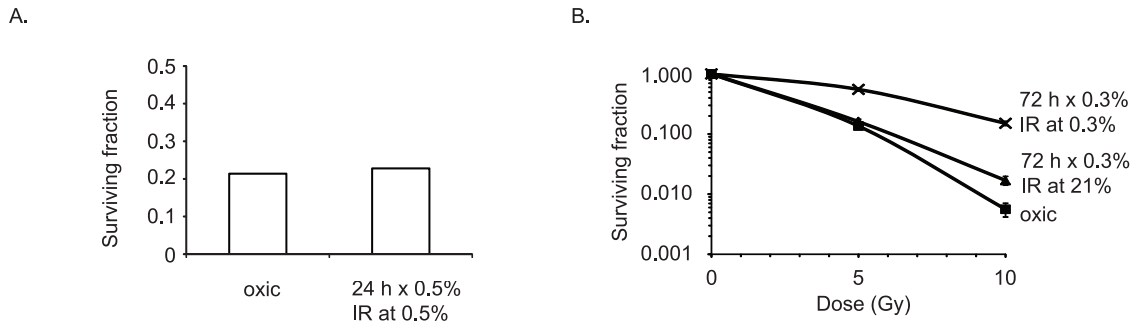 A.
Surviving fraction
0.5
0.4
0.3
0.2
0.1
0
oxic
24 h x 0.5%
IR at 0.5%
B.
Surviving fraction
1.000
0.100
0.010
0.001
0
5
10
Dose (Gy)
72 h x 0.3%
IR at 0.3%
72 h x 0.3%
IR at 21%
oxic